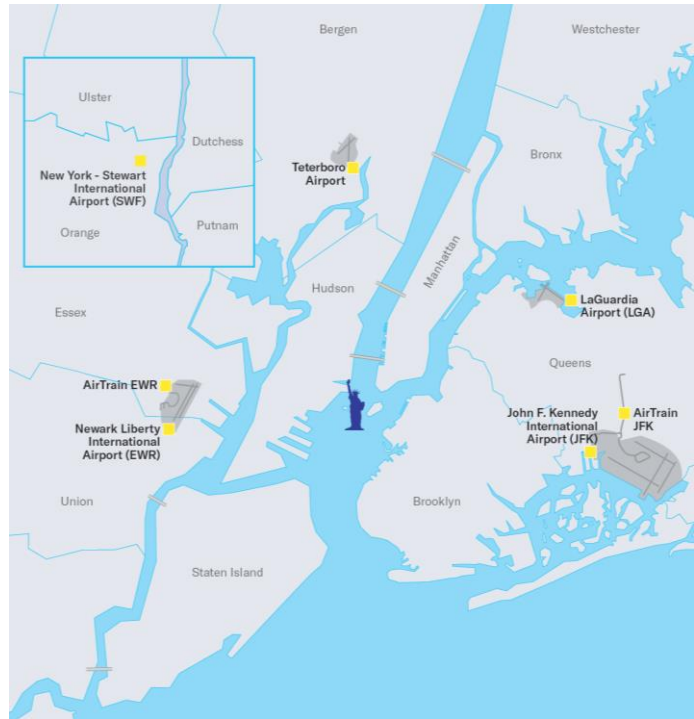 Bergen
Westchester
Ulster
Dutchess
New York - Stewart
International
Airport (SWF)
Putnam
Orange
Teterboro
Airport
Bronx
Manhattan
Hudson
LaGuardia
Airport (LGA)
Essex
Queens
AirTrain EWR
Newark Liberty
International
Airport (EWR)
John F. Kennedy
International
Airport (JFK)
AirTrain
JFK
Union
Brooklyn
Staten Island